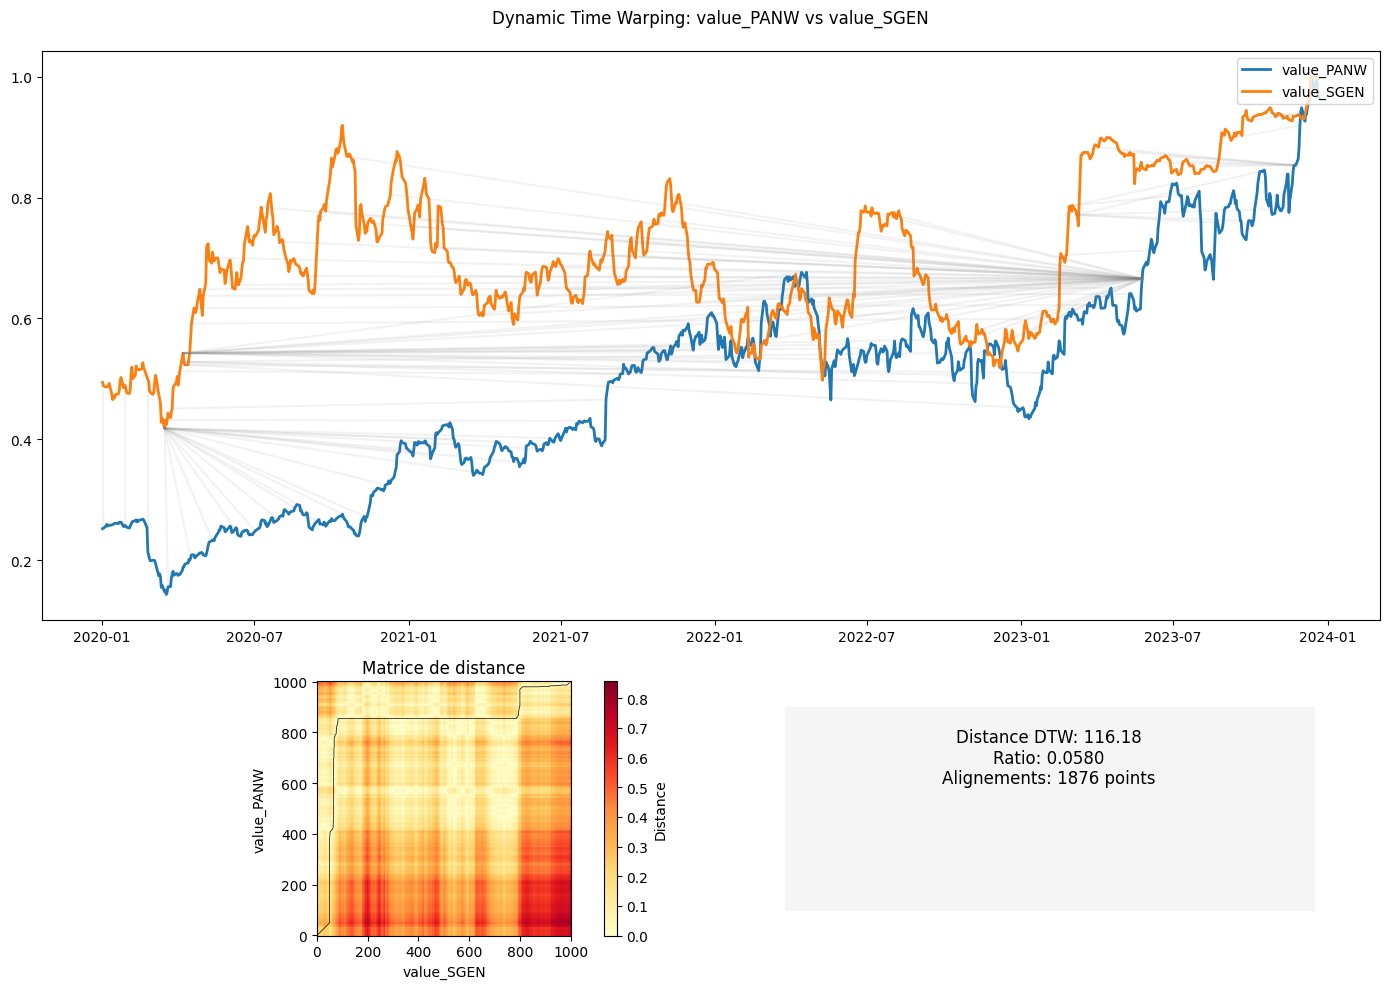 Dynamic Time Warping: value_PANW vs value_SGEN
value_PANW
value_SGEN
1.0
0.8
0.6
0.4
0.2
2020-01 2020-07 2021-01 2021-07 2022-01 2022-07 2023-01 2023-07 2024-01
Matrice de distance
value_PANW
1000
800
600
400
200
0
0 200 400 600 800 1000
value_SGEN
0.8
0.7
0.6
0.5
0.4
0.3
0.2
0.1
0.0
Distance
Distance DTW: 116.18
Ratio: 0.0580
Alignements: 1876 points